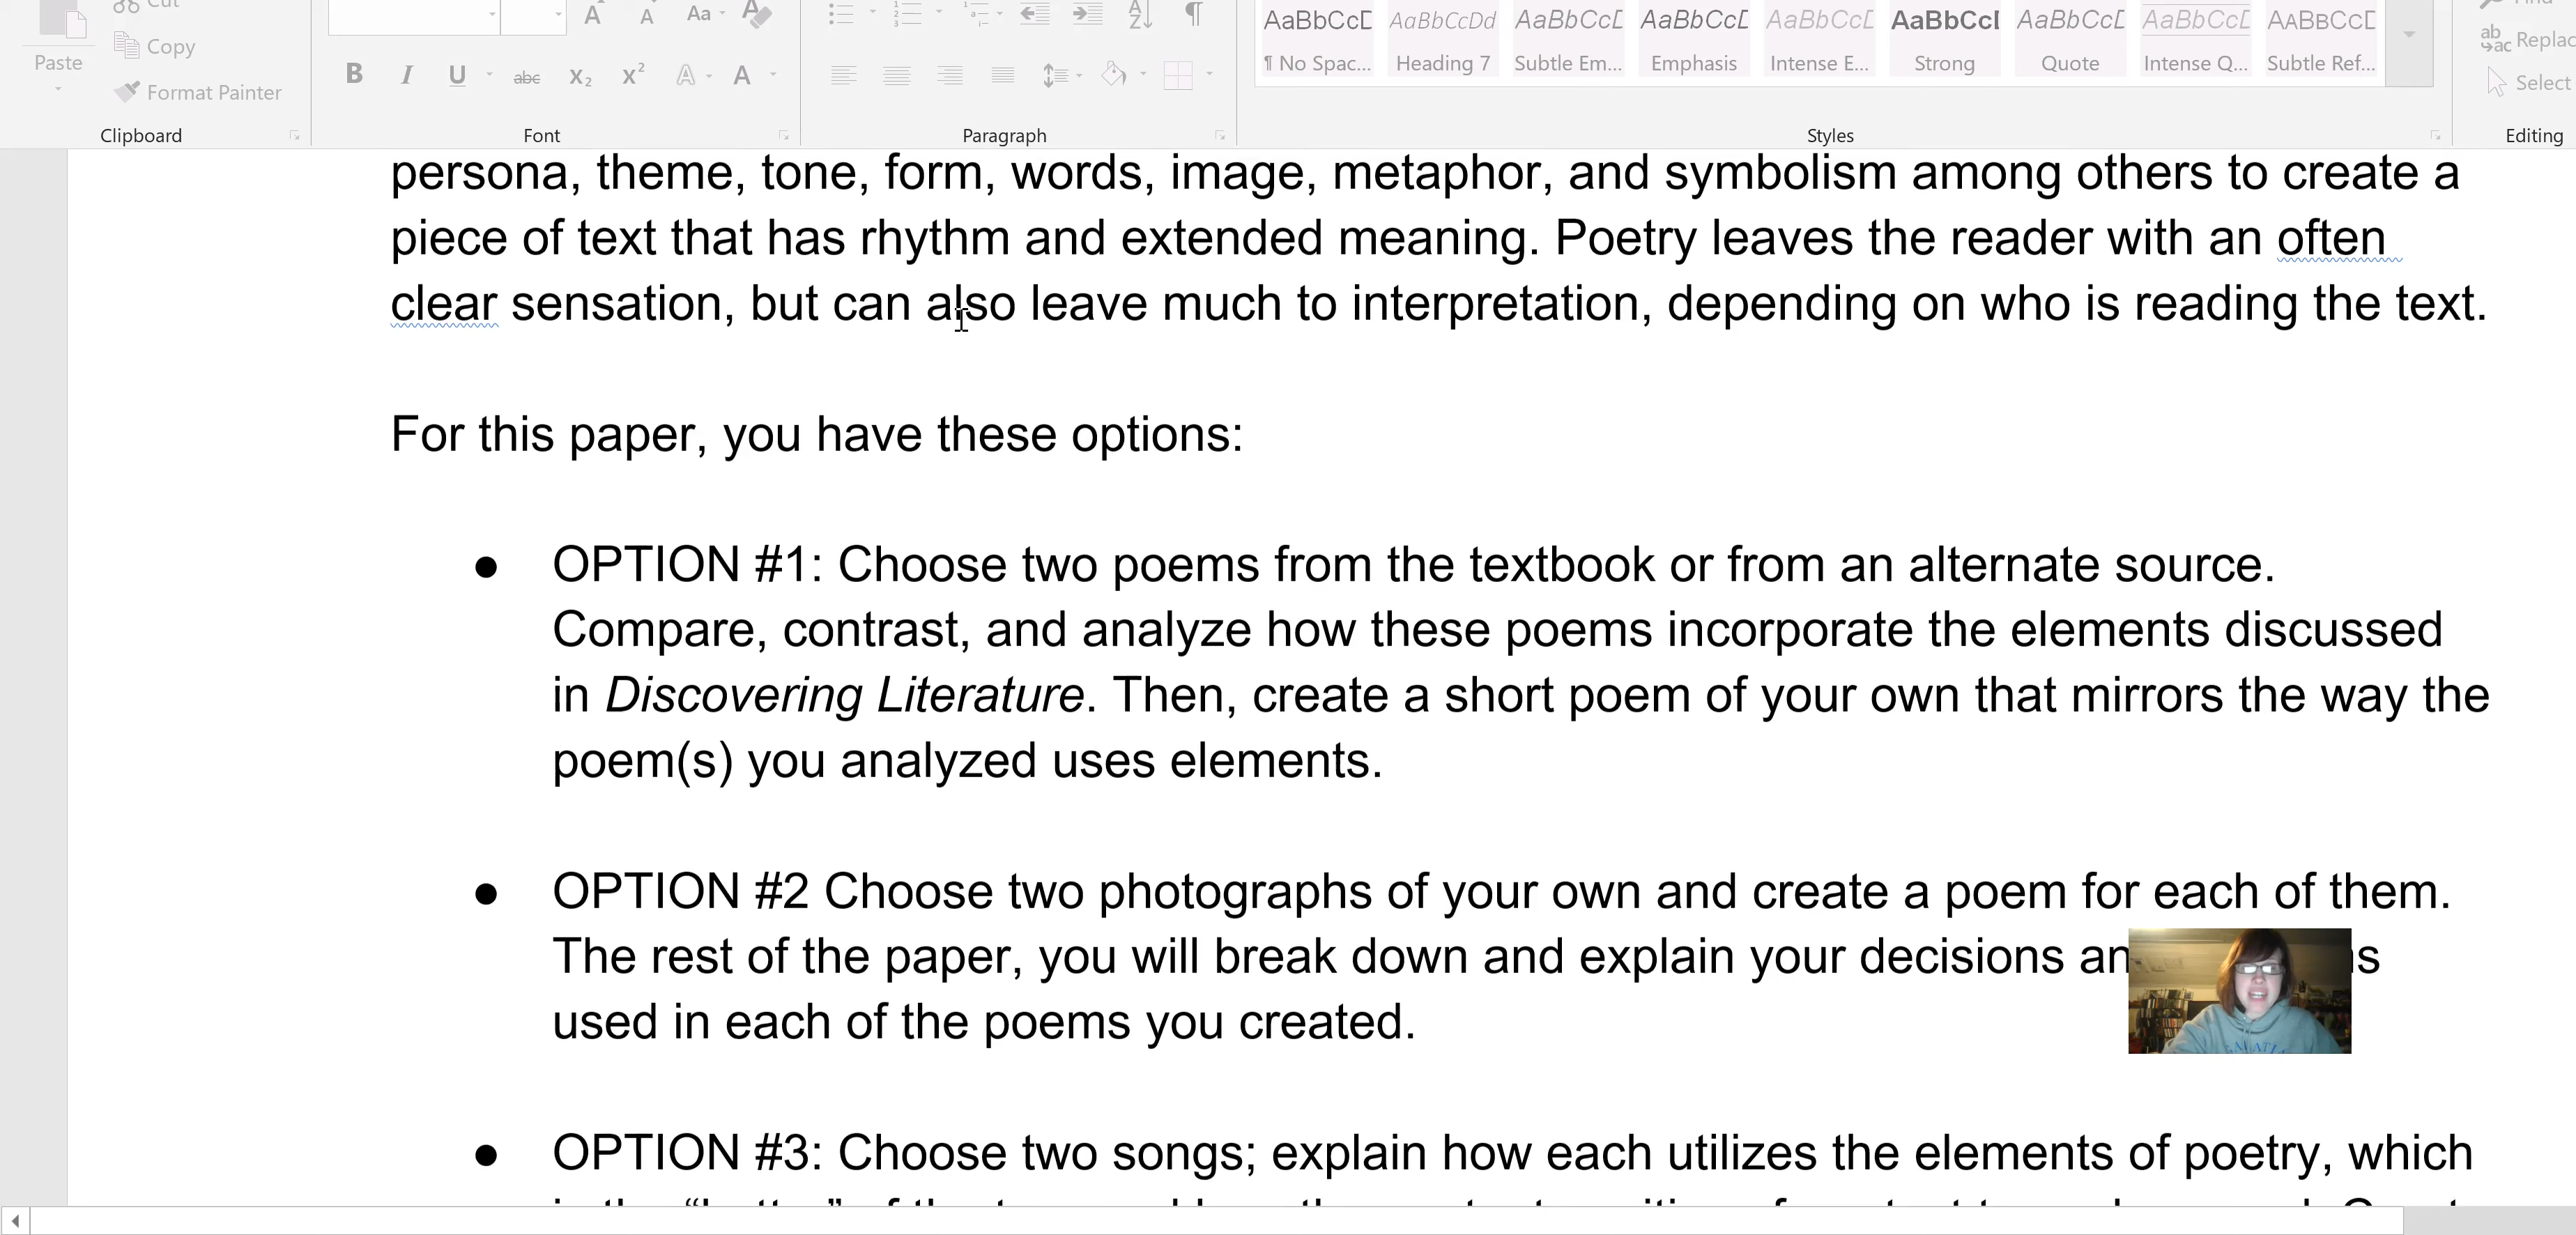 Cut
Copy
Paste
Format Painter
Clipboard
Font
Paragraph
Styles
Editing
AaBbCcD AaBbCcDd AaBbCcD AaBbCcD AaBbCcD AaBbCcD AaBbCcD AaBbCcD AABBCCD
¶ No Spac... Heading 7 Subtle Em... Emphasis Intense E... Strong Quote Intense Q... Subtle Ref...
Find
Replac
Select
persona, theme, tone, form, words, image, metaphor, and symbolism among others to create a
piece of text that has rhythm and extended meaning. Poetry leaves the reader with an often
clear sensation, but can also leave much to interpretation, depending on who is reading the text.
For this paper, you have these options:
● OPTION #1: Choose two poems from the textbook or from an alternate source.
Compare, contrast, and analyze how these poems incorporate the elements discussed
in Discovering Literature. Then, create a short poem of your own that mirrors the way the
poem(s) you analyzed uses elements.
● OPTION #2 Choose two photographs of your own and create a poem for each of them.
The rest of the paper, you will break down and explain your decisions an
used in each of the poems you created.
● OPTION #3: Choose two songs; explain how each utilizes the elements of poetry, which